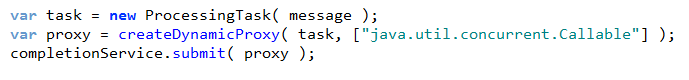 var task = new ProcessingTask( message );
var proxy = createDynamicProxy( task, ["java.util.concurrent.Callable"] );
completionService.submit( proxy );